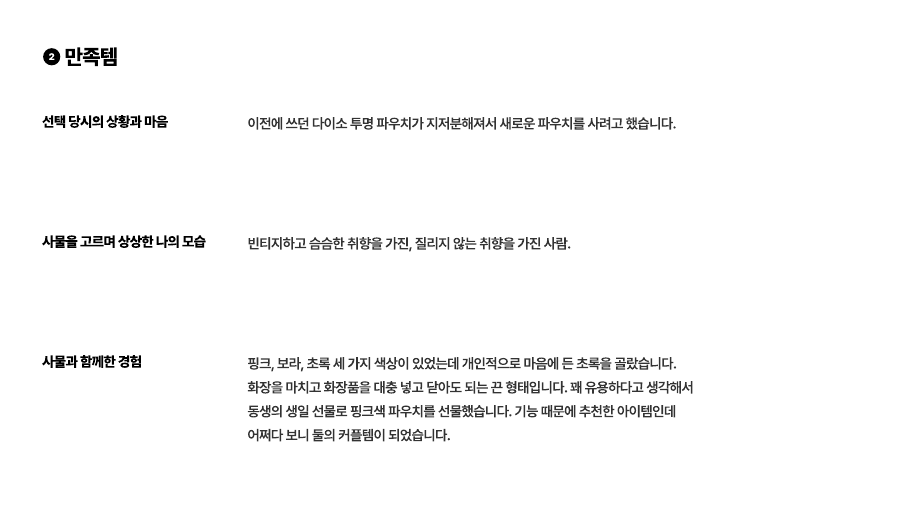 ❷ 만족템
선택 당시의 상황과 마음
이전에 쓰던 다이소 투명 파우치가 지저분해져서 새로운 파우치를 사려고 했습니다.
사물을 고르며 상상한 나의 모습
빈티지하고 슴슴한 취향을 가진, 질리지 않는 취향을 가진 사람.
사물과 함께한 경험
핑크, 보라, 초록 세 가지 색상이 있었는데 개인적으로 마음에 든 초록을 골랐습니다.
화장을 마치고 화장품을 대충 넣고 닫아도 되는 끈 형태입니다. 꽤 유용하다고 생각해서
동생의 생일 선물로 핑크색 파우치를 선물했습니다. 기능 때문에 추천한 아이템인데
어쩌다 보니 둘의 커플템이 되었습니다.